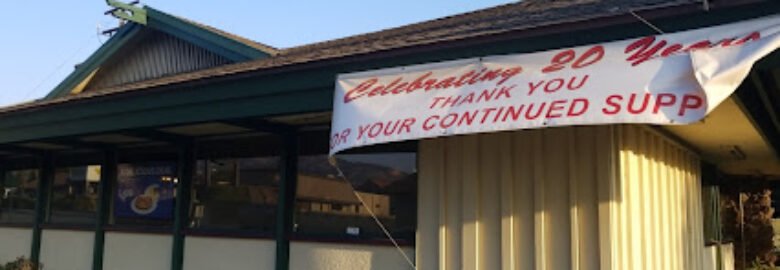 Celebrating 20 Years
THANK YOU
OR YOUR CONTINUED SUPP